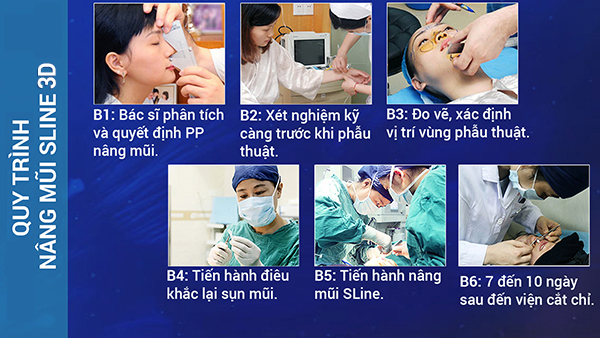 QUY TRÌNH
NÂNG MŨI SLINE 3D
B1: Bác sĩ phân tích
và quyết định PP
nâng mũi.
B2: Xét nghiệm kỹ
càng trước khi phẫu
thuật.
B3: Đo vẽ, xác định
vị trí vùng phẫu thuật.
B4: Tiến hành điêu
khắc lại sụn mũi.
B5: Tiến hành nâng
mũi SLine.
B6: 7 đến 10 ngày
sau đến viện cắt chỉ.